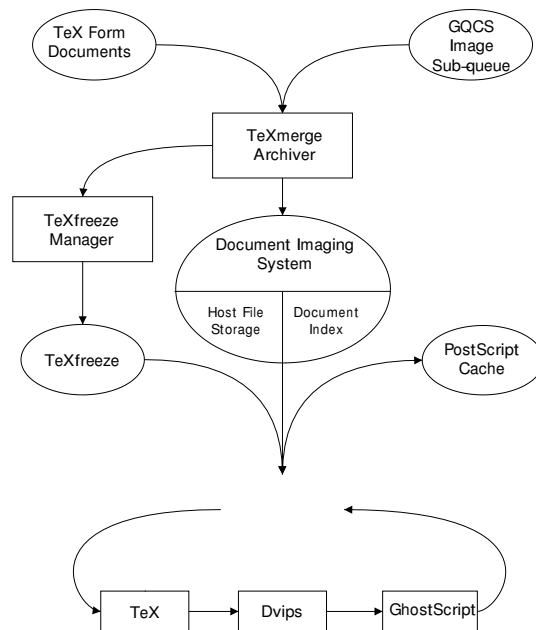 TeX Form
Documents
GQCS
Image
Sub-queue
TeXmerge
Archiver
TeXfreeze
Manager
Document Imaging
System
Host File
Storage
Document
Index
TeXfreeze
PostScript
Cache
TeX
Dvips
GhostScript